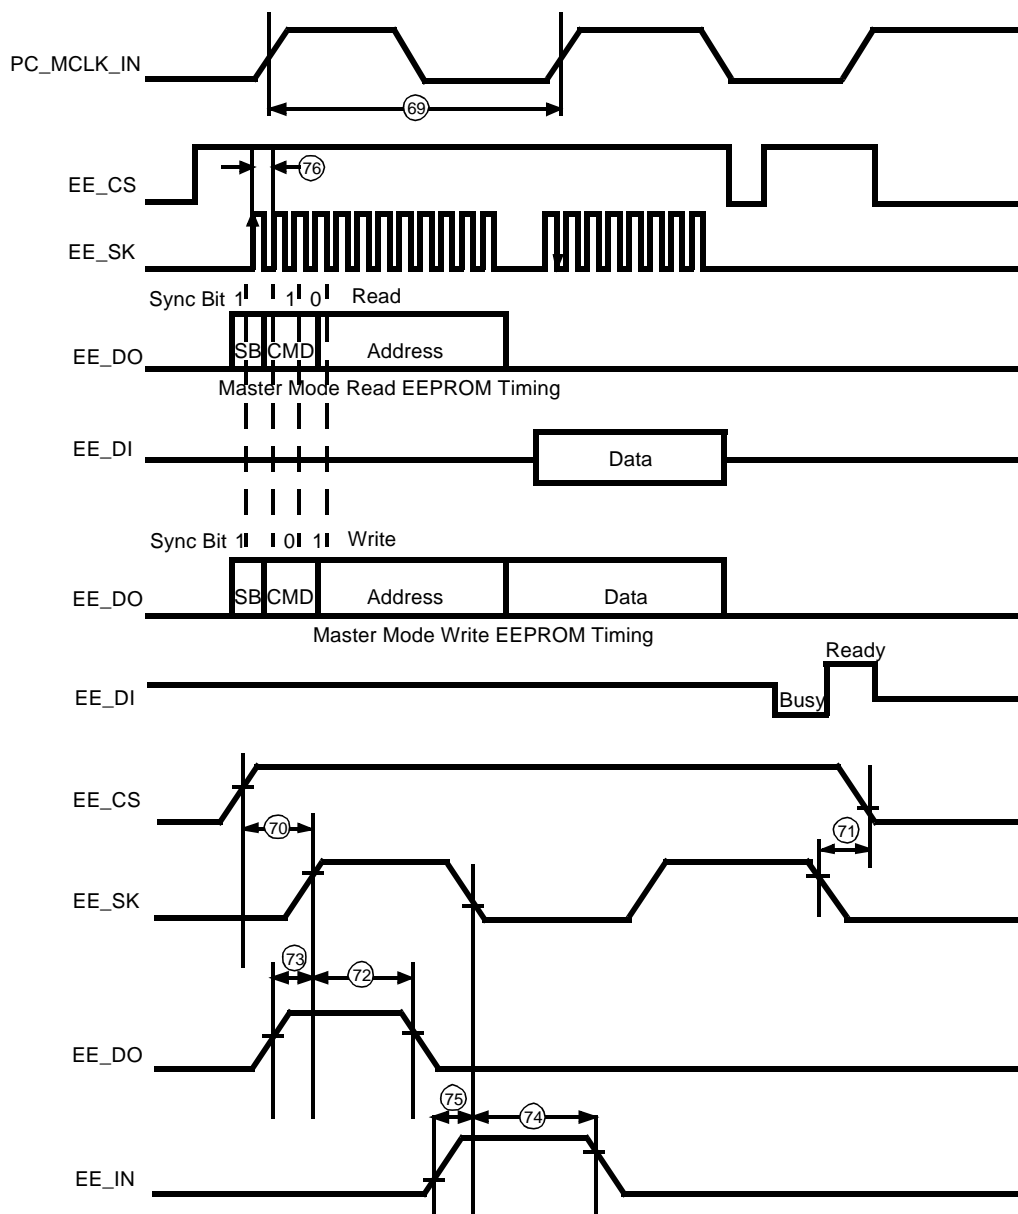 PC_MCLK_IN
69
EE_CS
76
EE_SK
Sync Bit 1 1 0 Read
EE_DO
SB CMD Address
Master Mode Read EEPROM Timing
EE_DI
Data
Sync Bit 1 0 1 Write
EE_DO
SB CMD Address Data
Master Mode Write EEPROM Timing
Ready
EE_DI
Busy
EE_CS
70
71
EE_SK
73
72
EE_DO
75
74
EE_IN